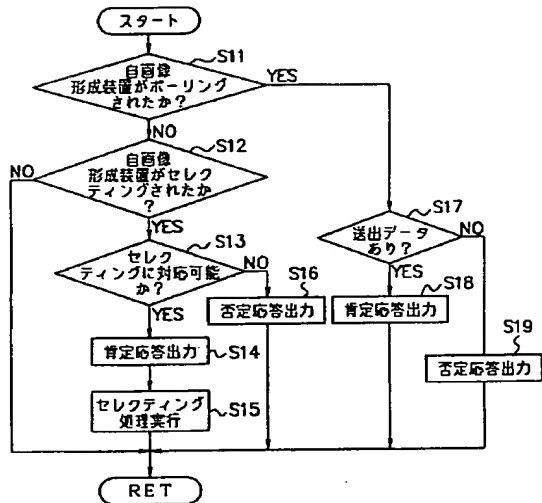 スタート
S11
自画像
形成装置がポーリング
されたか？
YES
NO
S12
自画像
形成装置がセレク
ティングされたか
？
NO
YES
S13
セレク
ティングに対応可能
か？
NO
YES
S14
肯定応答出力
S15
セレクティング
処理実行
S16
否定応答出力
S17
送出データ
あり？
NO
YES
S18
肯定応答出力
S19
否定応答出力
RET